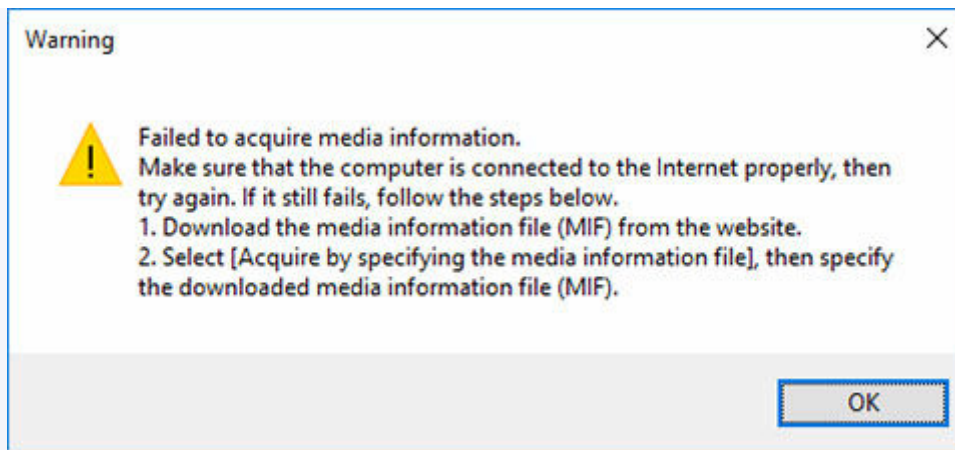 Warning
Failed to acquire media information.
Make sure that the computer is connected to the Internet properly, then
try again. If it still fails, follow the steps below.
1. Download the media information file (MIF) from the website.
2. Select [Acquire by specifying the media information file], then specify
the downloaded media information file (MIF).
OK